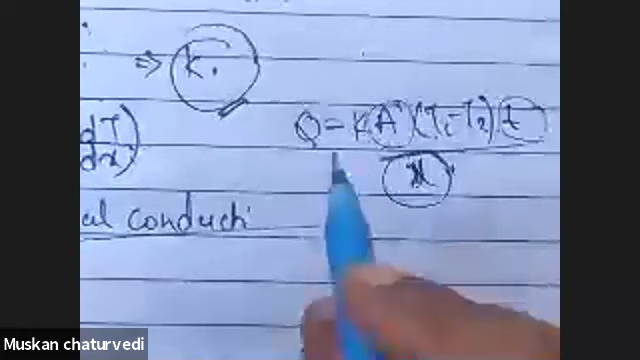 ⇒ k.
Q = KA(T₁-T₂)t
x
dT
dx)
al conducti
Muskan chaturvedi